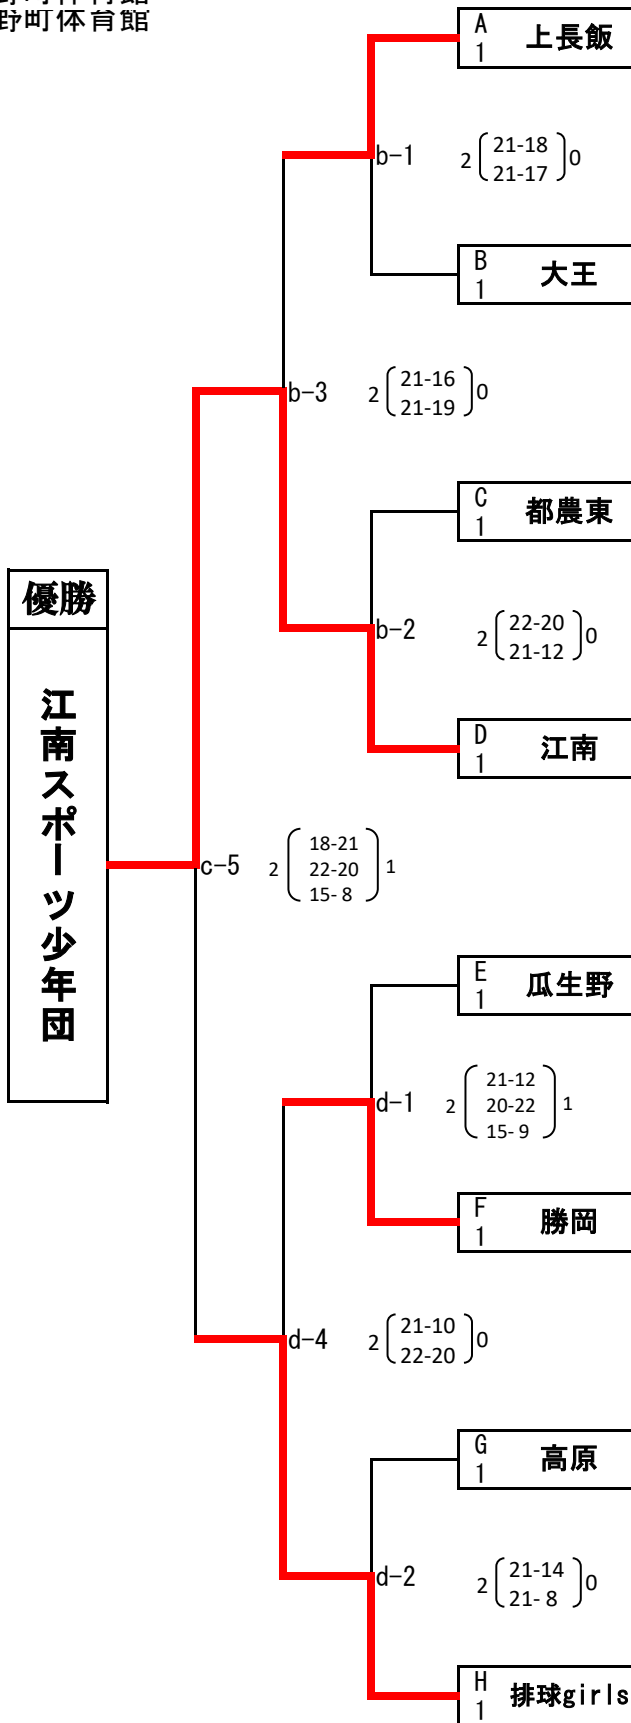 野町体育館
A
1
上長飯
b-1
2 21-18 0
21-17
B
1
大王
b-3
2 21-16 0
21-19
C
1
都農東
優勝
b-2
2 22-20 0
21-12
江南スポーツ少年団
D
1
江南
c-5
2 18-21 1
22-20
15- 8
E
1
瓜生野
d-1
2 21-12 1
20-22
15- 9
F
1
勝岡
d-4
2 21-10 0
22-20
G
1
高原
d-2
2 21-14 0
21- 8
H
1
排球girls